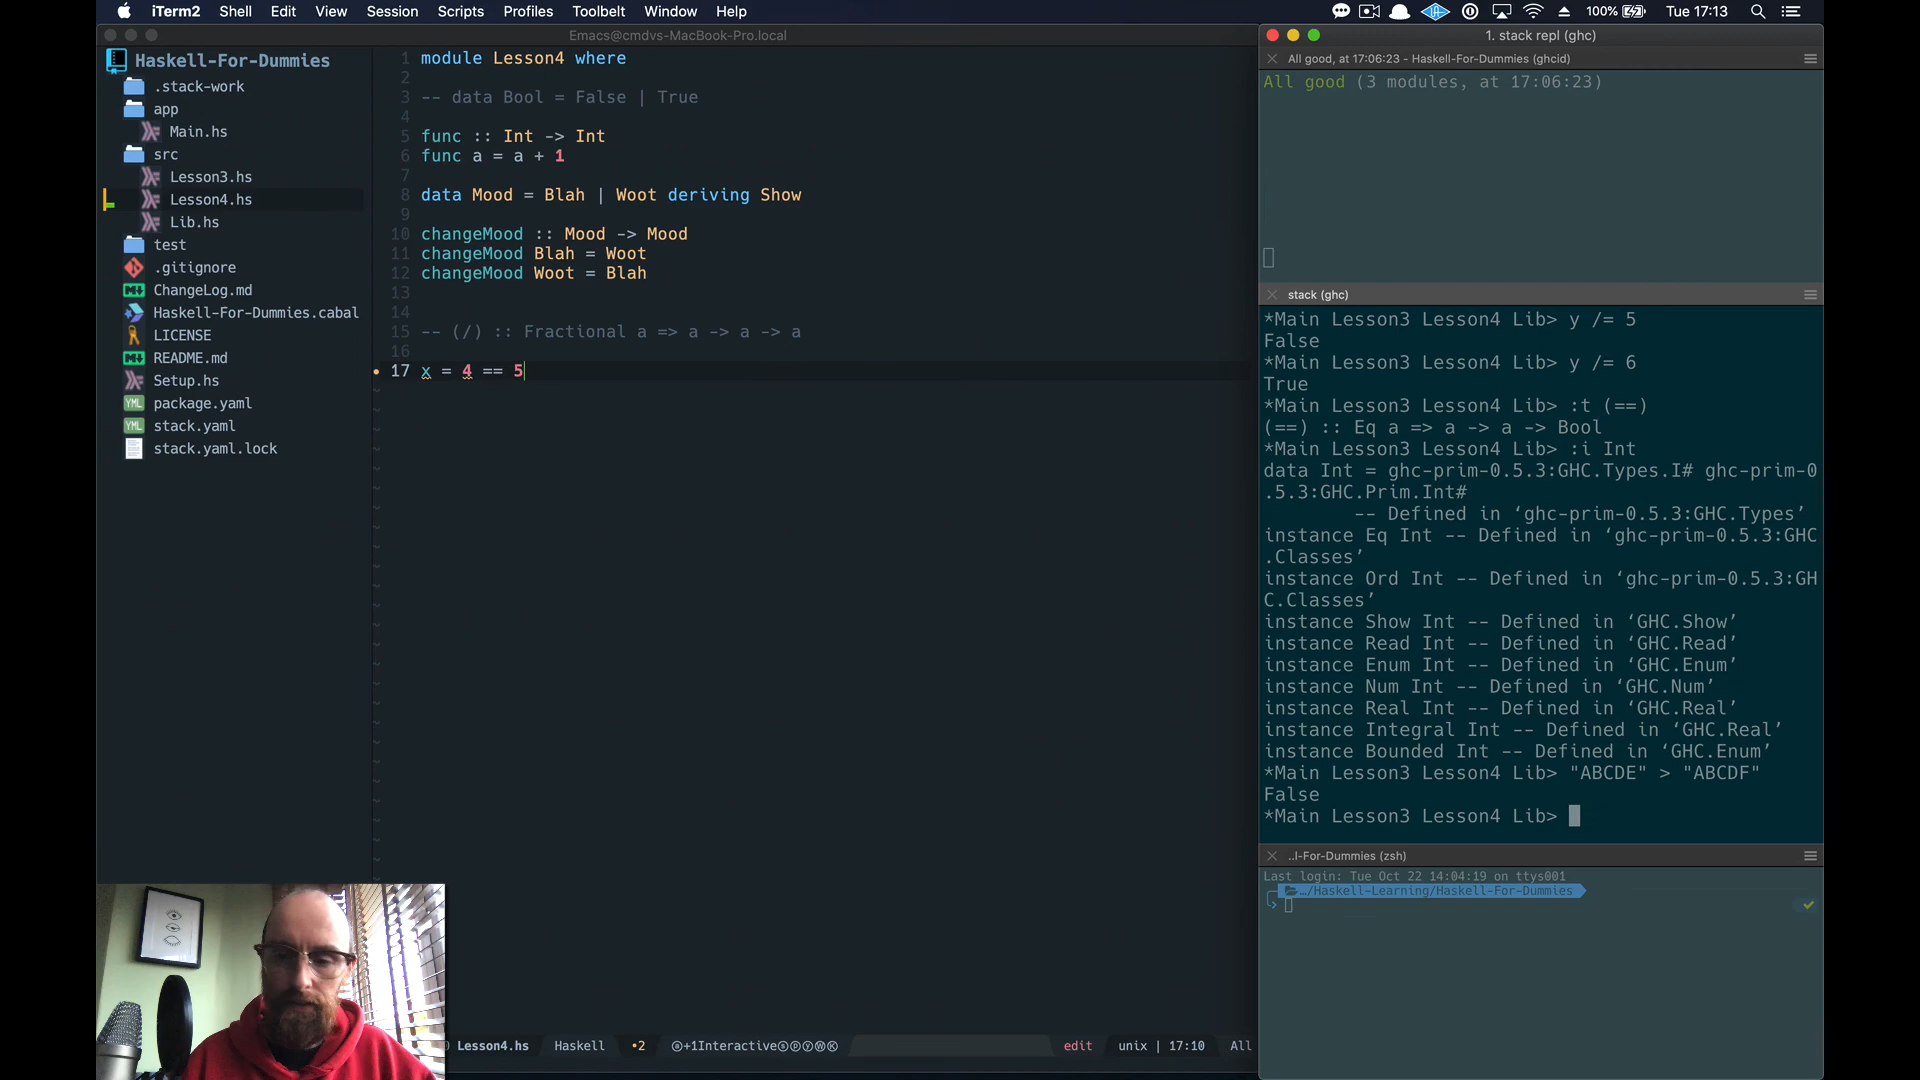 iTerm2 Shell Edit View Session Scripts Profiles Toolbelt Window Help 100% Tue 17:13
Emacs@cmdvs-MacBook-Pro.local
Haskell-For-Dummies
.stack-work
app
Main.hs
src
Lesson3.hs
Lesson4.hs
Lib.hs
test
.gitignore
ChangeLog.md
Haskell-For-Dummies.cabal
LICENSE
README.md
Setup.hs
package.yaml
stack.yaml
stack.yaml.lock
1 module Lesson4 where
2
3 -- data Bool = False | True
4
5 func :: Int -> Int
6 func a = a + 1
7
8 data Mood = Blah | Woot deriving Show
9
10 changeMood :: Mood -> Mood
11 changeMood Blah = Woot
12 changeMood Woot = Blah
13
14
15 -- (/) :: Fractional a => a -> a -> a
16
17 x = 4 == 5
Lesson4.hs Haskell •2 ⓐ+1InteractiveⓢⓟⓨⓌⓀ edit unix | 17:10 All
1. stack repl (ghc)
All good, at 17:06:23 - Haskell-For-Dummies (ghcid)
All good (3 modules, at 17:06:23)
stack (ghc)
*Main Lesson3 Lesson4 Lib> y /= 5
False
*Main Lesson3 Lesson4 Lib> y /= 6
True
*Main Lesson3 Lesson4 Lib> :t (==)
(==) :: Eq a => a -> a -> Bool
*Main Lesson3 Lesson4 Lib> :i Int
data Int = ghc-prim-0.5.3:GHC.Types.I# ghc-prim-0
.5.3:GHC.Prim.Int#
-- Defined in ‘ghc-prim-0.5.3:GHC.Types’
instance Eq Int -- Defined in ‘ghc-prim-0.5.3:GHC
.Classes’
instance Ord Int -- Defined in ‘ghc-prim-0.5.3:GH
C.Classes’
instance Show Int -- Defined in ‘GHC.Show’
instance Read Int -- Defined in ‘GHC.Read’
instance Enum Int -- Defined in ‘GHC.Enum’
instance Num Int -- Defined in ‘GHC.Num’
instance Real Int -- Defined in ‘GHC.Real’
instance Integral Int -- Defined in ‘GHC.Real’
instance Bounded Int -- Defined in ‘GHC.Enum’
*Main Lesson3 Lesson4 Lib> "ABCDE" > "ABCDF"
False
*Main Lesson3 Lesson4 Lib>
..l-For-Dummies (zsh)
Last login: Tue Oct 22 14:04:19 on ttys001
…/Haskell-Learning/Haskell-For-Dummies